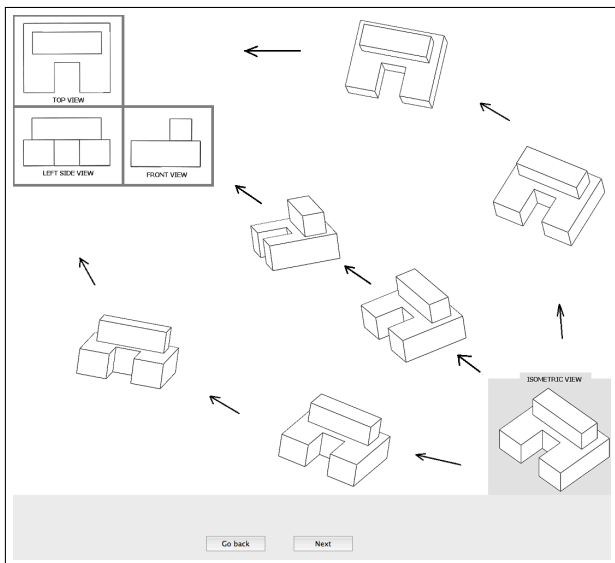 TOP VIEW
LEFT SIDE VIEW
FRONT VIEW
ISOMETRIC VIEW
Go back
Next